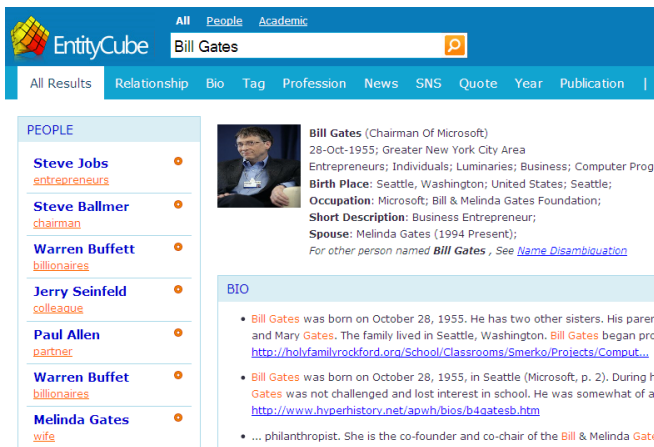 All People Academic
EntityCube
Bill Gates
All Results Relationship Bio Tag Profession News SNS Quote Year Publication |
PEOPLE
Steve Jobs
entrepreneurs
Steve Ballmer
chairman
Warren Buffett
billionaires
Jerry Seinfeld
colleague
Paul Allen
partner
Warren Buffet
billionaires
Melinda Gates
wife
Bill Gates (Chairman Of Microsoft)
28-Oct-1955; Greater New York City Area
Entrepreneurs; Individuals; Luminaries; Business; Computer Prog
Birth Place: Seattle, Washington; United States; Seattle;
Occupation: Microsoft; Bill & Melinda Gates Foundation;
Short Description: Business Entrepreneur;
Spouse: Melinda Gates (1994 Present);
For other person named Bill Gates , See Name Disambiguation
BIO
• Bill Gates was born on October 28, 1955. He has two other sisters. His parer
and Mary Gates. The family lived in Seattle, Washington. Bill Gates began pro
http://holyfamilyrockford.org/School/Classrooms/Smerko/Projects/Comput...
• Bill Gates was born on October 28, 1955, in Seattle (Microsoft, p. 2). During h
Gates was not challenged and lost interest in school. He was somewhat of a
http://www.hyperhistory.net/apwh/bios/b4gatesb.htm
• ... philanthropist. She is the co-founder and co-chair of the Bill & Melinda Gate